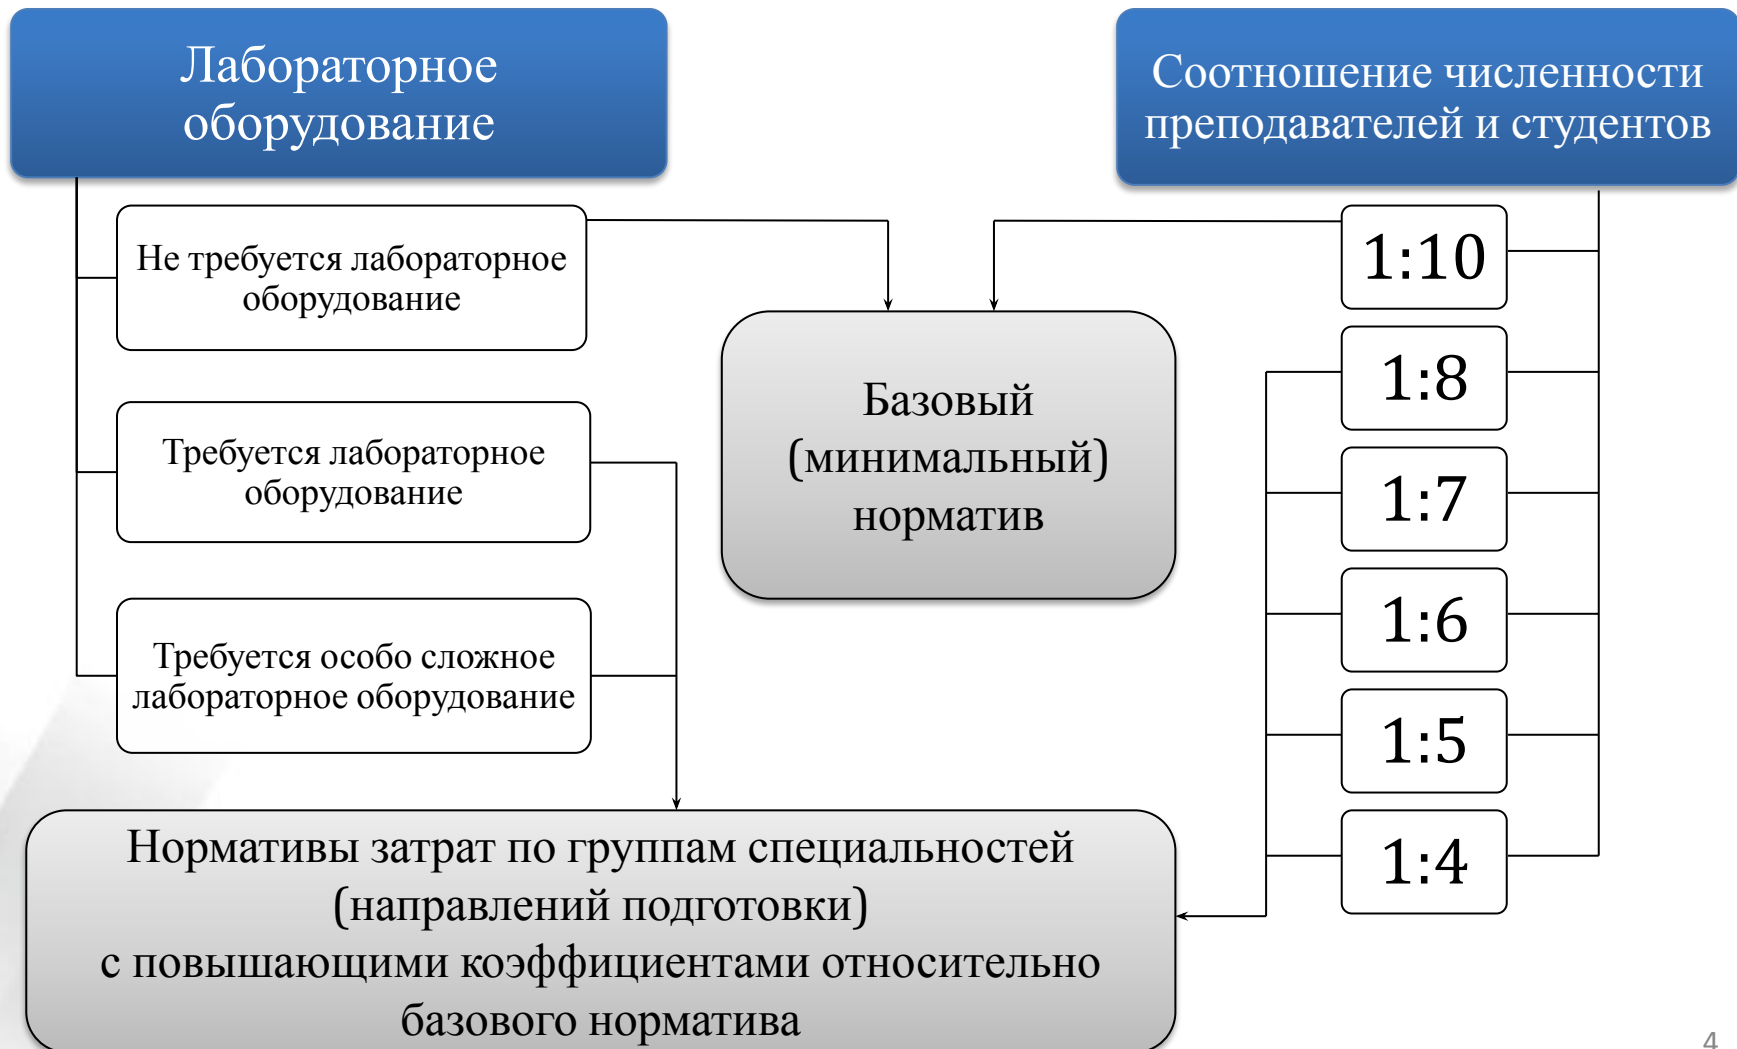 Лабораторное
оборудование
Соотношение численности
преподавателей и студентов
Не требуется лабораторное
оборудование
Требуется лабораторное
оборудование
Требуется особо сложное
лабораторное оборудование
Базовый
(минимальный)
норматив
1:10
1:8
1:7
1:6
1:5
1:4
Нормативы затрат по группам специальностей
(направлений подготовки)
с повышающими коэффициентами относительно
базового норматива
4